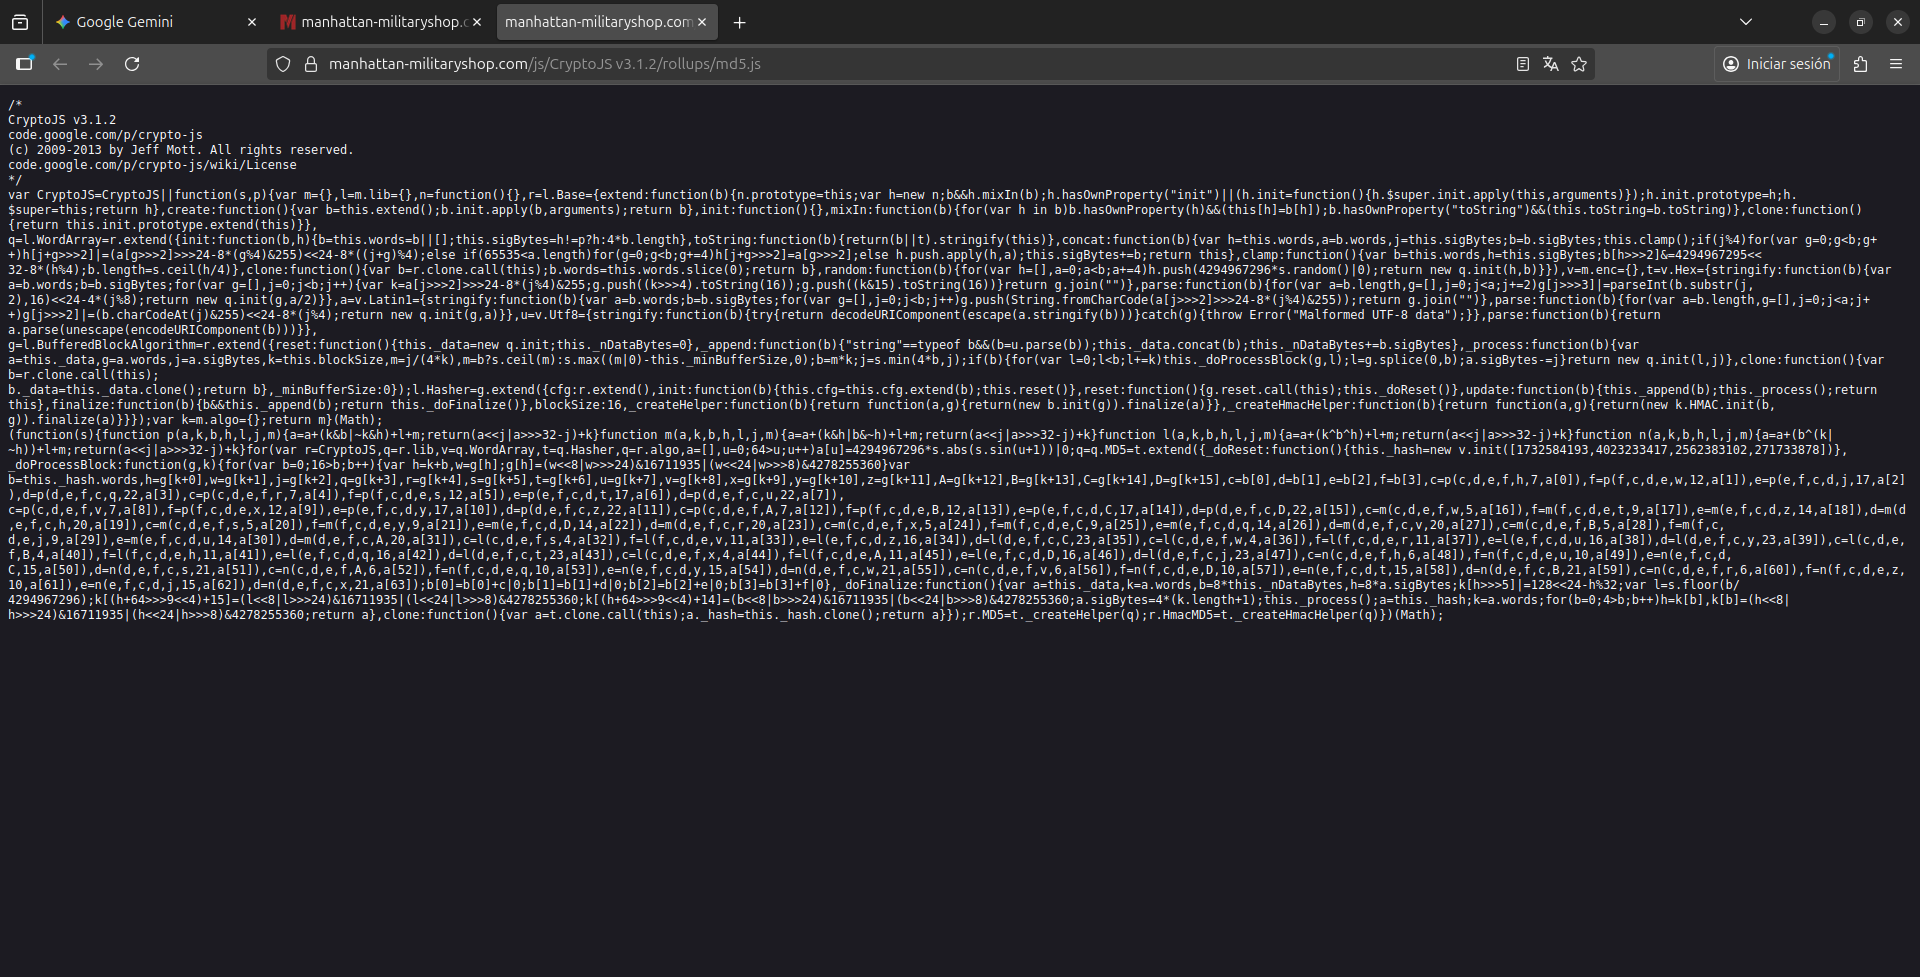 Google Gemini
manhattan-militaryshop.c
manhattan-militaryshop.com
manhattan-militaryshop.com/js/CryptoJS v3.1.2/rollups/md5.js
Iniciar sesión
/*
CryptoJS v3.1.2
code.google.com/p/crypto-js
(c) 2009-2013 by Jeff Mott. All rights reserved.
code.google.com/p/crypto-js/wiki/License
*/
var CryptoJS=CryptoJS||function(s,p){var m={},l=m.lib={},n=function(){},r=l.Base={extend:function(b){n.prototype=this;var h=new n;b&&h.mixIn(b);h.hasOwnProperty("init")||(h.init=function(){h.$super.init.apply(this,arguments)});h.init.prototype=h;h.
$super=this;return h},create:function(){var b=this.extend();b.init.apply(b,arguments);return b},init:function(){},mixIn:function(b){for(var h in b)b.hasOwnProperty(h)&&(this[h]=b[h]);b.hasOwnProperty("toString")&&(this.toString=b.toString)},clone:function()
{return this.init.prototype.extend(this)}},
q=l.WordArray=r.extend({init:function(b,h){b=this.words=b||[];this.sigBytes=h!=p?h:4*b.length},toString:function(b){return(b||t).stringify(this)},concat:function(b){var h=this.words,a=b.words,j=this.sigBytes;b=b.sigBytes;this.clamp();if(j%4)for(var g=0;g<b;g+
+)h[j+g>>>2]|=(a[g>>>2]>>>24-8*(g%4)&255)<<24-8*((j+g)%4);else if(65535<a.length)for(g=0;g<b;g+=4)h[j+g>>>2]=a[g>>>2];else h.push.apply(h,a);this.sigBytes+=b;return this},clamp:function(){var b=this.words,h=this.sigBytes;b[h>>>2]&=4294967295<<
32-8*(h%4);b.length=s.ceil(h/4)},clone:function(){var b=r.clone.call(this);b.words=this.words.slice(0);return b},random:function(b){for(var h=[],a=0;a<b;a+=4)h.push(4294967296*s.random()|0);return new q.init(h,b)}}),v=m.enc={},t=v.Hex={stringify:function(b){var
a=b.words;b=b.sigBytes;for(var g=[],j=0;j<b;j++){var k=a[j>>>2]>>>24-8*(j%4)&255;g.push((k>>>4).toString(16));g.push((k&15).toString(16))}return g.join("")},parse:function(b){for(var a=b.length,g=[],j=0;j<a;j+=2)g[j>>>3]|=parseInt(b.substr(j,
2),16)<<24-4*(j%8);return new q.init(g,a/2)}},a=v.Latin1={stringify:function(b){var a=b.words;b=b.sigBytes;for(var g=[],j=0;j<b;j++)g.push(String.fromCharCode(a[j>>>2]>>>24-8*(j%4)&255));return g.join("")},parse:function(b){for(var a=b.length,g=[],j=0;j<a;j+
+)g[j>>>2]|=(b.charCodeAt(j)&255)<<24-8*(j%4);return new q.init(g,a)}},u=v.Utf8={stringify:function(b){try{return decodeURIComponent(escape(a.stringify(b)))}catch(g){throw Error("Malformed UTF-8 data");}},parse:function(b){return
a.parse(unescape(encodeURIComponent(b)))}},
g=l.BufferedBlockAlgorithm=r.extend({reset:function(){this._data=new q.init;this._nDataBytes=0},_append:function(b){"string"==typeof b&&(b=u.parse(b));this._data.concat(b);this._nDataBytes+=b.sigBytes},_process:function(b){var
a=this._data,g=a.words,j=a.sigBytes,k=this.blockSize,m=j/(4*k),m=b?s.ceil(m):s.max((m|0)-this._minBufferSize,0);b=m*k;j=s.min(4*b,j);if(b){for(var l=0;l<b;l+=k)this._doProcessBlock(g,l);l=g.splice(0,b);a.sigBytes-=j}return new q.init(l,j)},clone:function(){var
b=r.clone.call(this);
b._data=this._data.clone();return b},_minBufferSize:0});l.Hasher=g.extend({cfg:r.extend(),init:function(b){this.cfg=this.cfg.extend(b);this.reset()},reset:function(){g.reset.call(this);this._doReset()},update:function(b){this._append(b);this._process();return
this},finalize:function(b){b&&this._append(b);return this._doFinalize()},blockSize:16,_createHelper:function(b){return function(a,g){return(new b.init(g)).finalize(a)}},_createHmacHelper:function(b){return function(a,g){return(new k.HMAC.init(b,
g)).finalize(a)}}});var k=m.algo={};return m}(Math);
(function(s){function p(a,k,b,h,l,j,m){a=a+(k&b|~k&h)+l+m;return(a<<j|a>>>32-j)+k}function m(a,k,b,h,l,j,m){a=a+(k&h|b&~h)+l+m;return(a<<j|a>>>32-j)+k}function l(a,k,b,h,l,j,m){a=a+(k^b^h)+l+m;return(a<<j|a>>>32-j)+k}function n(a,k,b,h,l,j,m){a=a+(b^(k|
~h))+l+m;return(a<<j|a>>>32-j)+k}for(var r=CryptoJS,q=r.lib,v=q.WordArray,t=q.Hasher,q=r.algo,a=[],u=0;64>u;u++)a[u]=4294967296*s.abs(s.sin(u+1))|0;q=q.MD5=t.extend({_doReset:function(){this._hash=new v.init([1732584193,4023233417,2562383102,271733878])},
_doProcessBlock:function(g,k){for(var b=0;16>b;b++){var h=k+b,w=g[h];g[h]=(w<<8|w>>>24)&16711935|(w<<24|w>>>8)&4278255360}var
b=this._hash.words,h=g[k+0],w=g[k+1],j=g[k+2],q=g[k+3],r=g[k+4],s=g[k+5],t=g[k+6],u=g[k+7],v=g[k+8],x=g[k+9],y=g[k+10],z=g[k+11],A=g[k+12],B=g[k+13],C=g[k+14],D=g[k+15],c=b[0],d=b[1],e=b[2],f=b[3],c=p(c,d,e,f,h,7,a[0]),f=p(f,c,d,e,w,12,a[1]),e=p(e,f,c,d,j,17,a[2]
),d=p(d,e,f,c,q,22,a[3]),c=p(c,d,e,f,r,7,a[4]),f=p(f,c,d,e,s,12,a[5]),e=p(e,f,c,d,t,17,a[6]),d=p(d,e,f,c,u,22,a[7]),
c=p(c,d,e,f,v,7,a[8]),f=p(f,c,d,e,x,12,a[9]),e=p(e,f,c,d,y,17,a[10]),d=p(d,e,f,c,z,22,a[11]),c=p(c,d,e,f,A,7,a[12]),f=p(f,c,d,e,B,12,a[13]),e=p(e,f,c,d,C,17,a[14]),d=p(d,e,f,c,D,22,a[15]),c=m(c,d,e,f,w,5,a[16]),f=m(f,c,d,e,t,9,a[17]),e=m(e,f,c,d,z,14,a[18]),d=m(d
,e,f,c,h,20,a[19]),c=m(c,d,e,f,s,5,a[20]),f=m(f,c,d,e,y,9,a[21]),e=m(e,f,c,d,D,14,a[22]),d=m(d,e,f,c,r,20,a[23]),c=m(c,d,e,f,x,5,a[24]),f=m(f,c,d,e,C,9,a[25]),e=m(e,f,c,d,q,14,a[26]),d=m(d,e,f,c,v,20,a[27]),c=m(c,d,e,f,B,5,a[28]),f=m(f,c,
d,e,j,9,a[29]),e=m(e,f,c,d,u,14,a[30]),d=m(d,e,f,c,A,20,a[31]),c=l(c,d,e,f,s,4,a[32]),f=l(f,c,d,e,v,11,a[33]),e=l(e,f,c,d,z,16,a[34]),d=l(d,e,f,c,C,23,a[35]),c=l(c,d,e,f,w,4,a[36]),f=l(f,c,d,e,r,11,a[37]),e=l(e,f,c,d,u,16,a[38]),d=l(d,e,f,c,y,23,a[39]),c=l(c,d,e,
f,B,4,a[40]),f=l(f,c,d,e,h,11,a[41]),e=l(e,f,c,d,q,16,a[42]),d=l(d,e,f,c,t,23,a[43]),c=l(c,d,e,f,x,4,a[44]),f=l(f,c,d,e,A,11,a[45]),e=l(e,f,c,d,D,16,a[46]),d=l(d,e,f,c,j,23,a[47]),c=n(c,d,e,f,h,6,a[48]),f=n(f,c,d,e,u,10,a[49]),e=n(e,f,c,d,
C,15,a[50]),d=n(d,e,f,c,s,21,a[51]),c=n(c,d,e,f,A,6,a[52]),f=n(f,c,d,e,q,10,a[53]),e=n(e,f,c,d,y,15,a[54]),d=n(d,e,f,c,w,21,a[55]),c=n(c,d,e,f,v,6,a[56]),f=n(f,c,d,e,D,10,a[57]),e=n(e,f,c,d,t,15,a[58]),d=n(d,e,f,c,B,21,a[59]),c=n(c,d,e,f,r,6,a[60]),f=n(f,c,d,e,z,
10,a[61]),e=n(e,f,c,d,j,15,a[62]),d=n(d,e,f,c,x,21,a[63]);b[0]=b[0]+c|0;b[1]=b[1]+d|0;b[2]=b[2]+e|0;b[3]=b[3]+f|0},_doFinalize:function(){var a=this._data,k=a.words,b=8*this._nDataBytes,h=8*a.sigBytes;k[h>>>5]|=128<<24-h%32;var l=s.floor(b/
4294967296);k[(h+64>>>9<<4)+15]=(l<<8|l>>>24)&16711935|(l<<24|l>>>8)&4278255360;k[(h+64>>>9<<4)+14]=(b<<8|b>>>24)&16711935|(b<<24|b>>>8)&4278255360;a.sigBytes=4*(k.length+1);this._process();a=this._hash;k=a.words;for(b=0;4>b;b++)h=k[b],k[b]=(h<<8|
h>>>24)&16711935|(h<<24|h>>>8)&4278255360;return a},clone:function(){var a=t.clone.call(this);a._hash=this._hash.clone();return a}});r.MD5=t._createHelper(q);r.HmacMD5=t._createHmacHelper(q)})(Math);